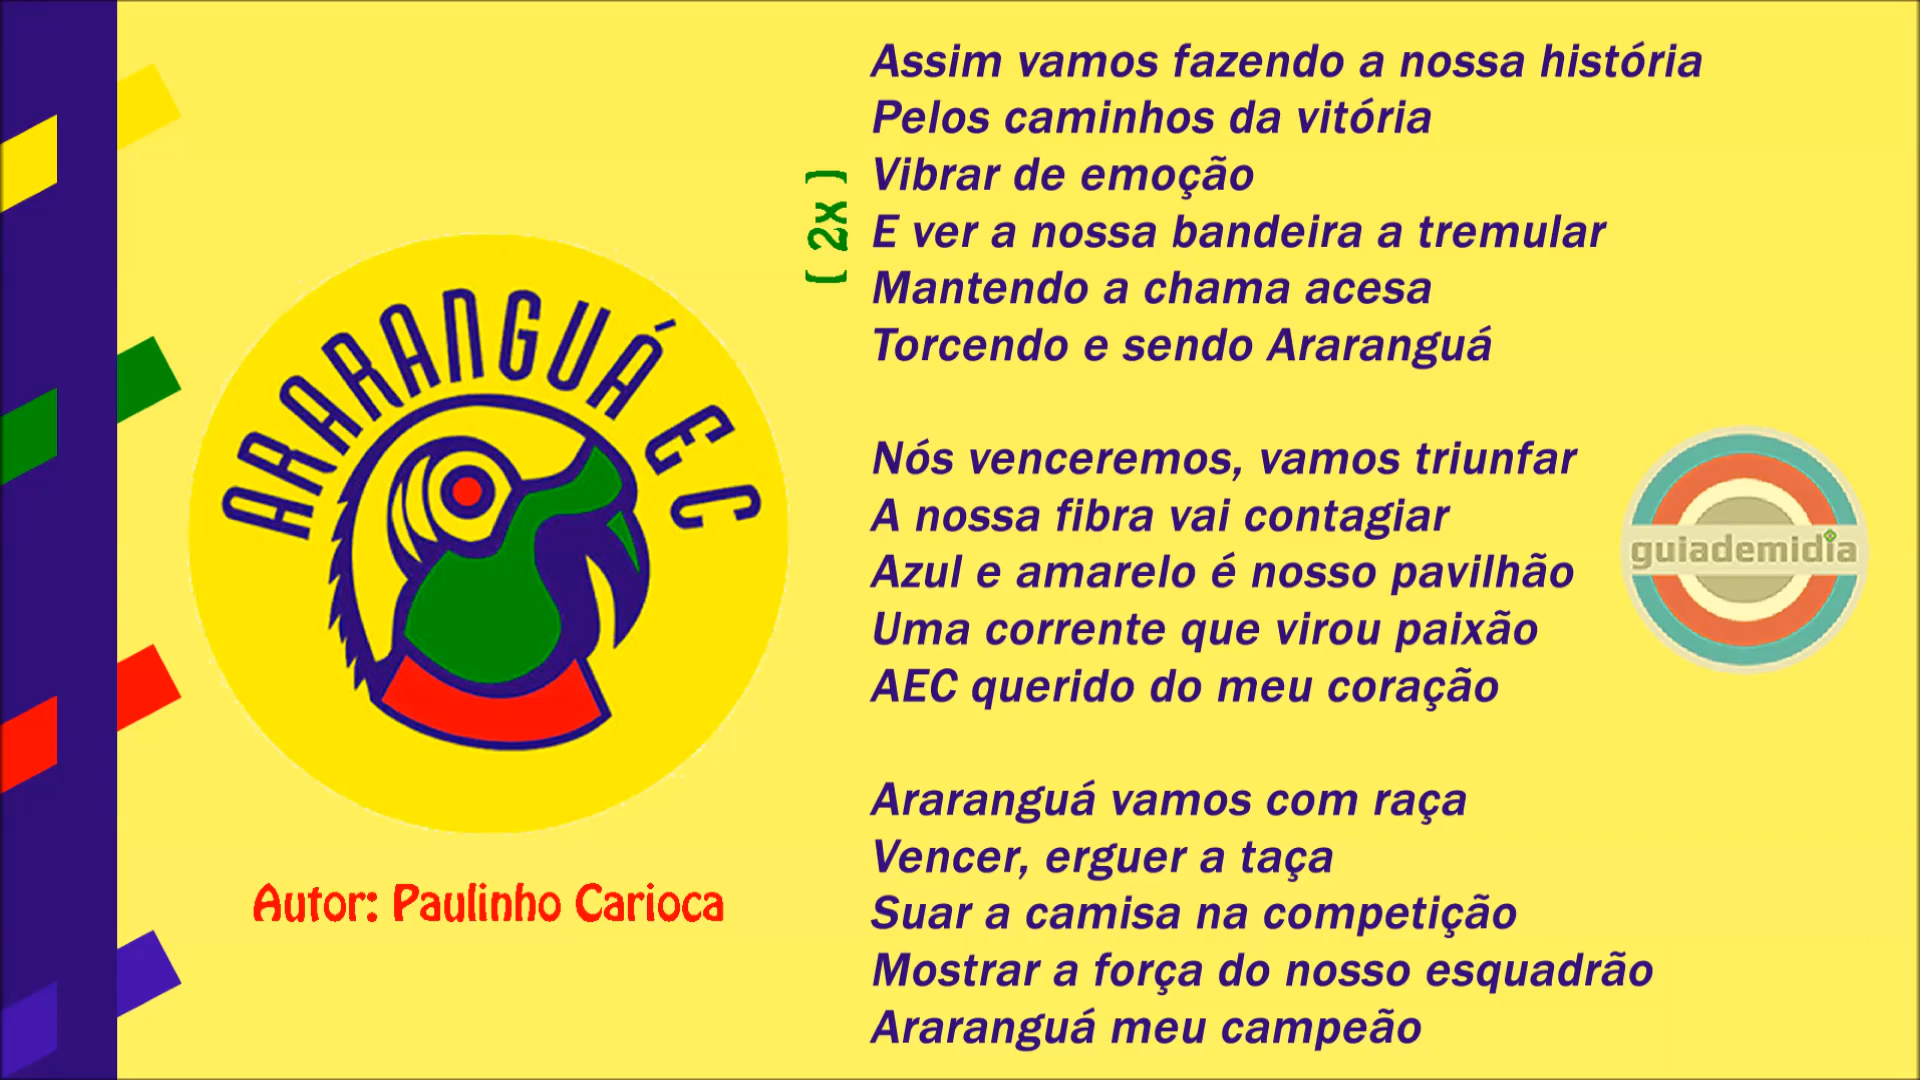 ARARANGUÁ E C
Autor: Paulinho Carioca
( 2x )
Assim vamos fazendo a nossa história
Pelos caminhos da vitória
Vibrar de emoção
E ver a nossa bandeira a tremular
Mantendo a chama acesa
Torcendo e sendo Araranguá
Nós venceremos, vamos triunfar
A nossa fibra vai contagiar
Azul e amarelo é nosso pavilhão
Uma corrente que virou paixão
AEC querido do meu coração
Araranguá vamos com raça
Vencer, erguer a taça
Suar a camisa na competição
Mostrar a força do nosso esquadrão
Araranguá meu campeão
guiademidia